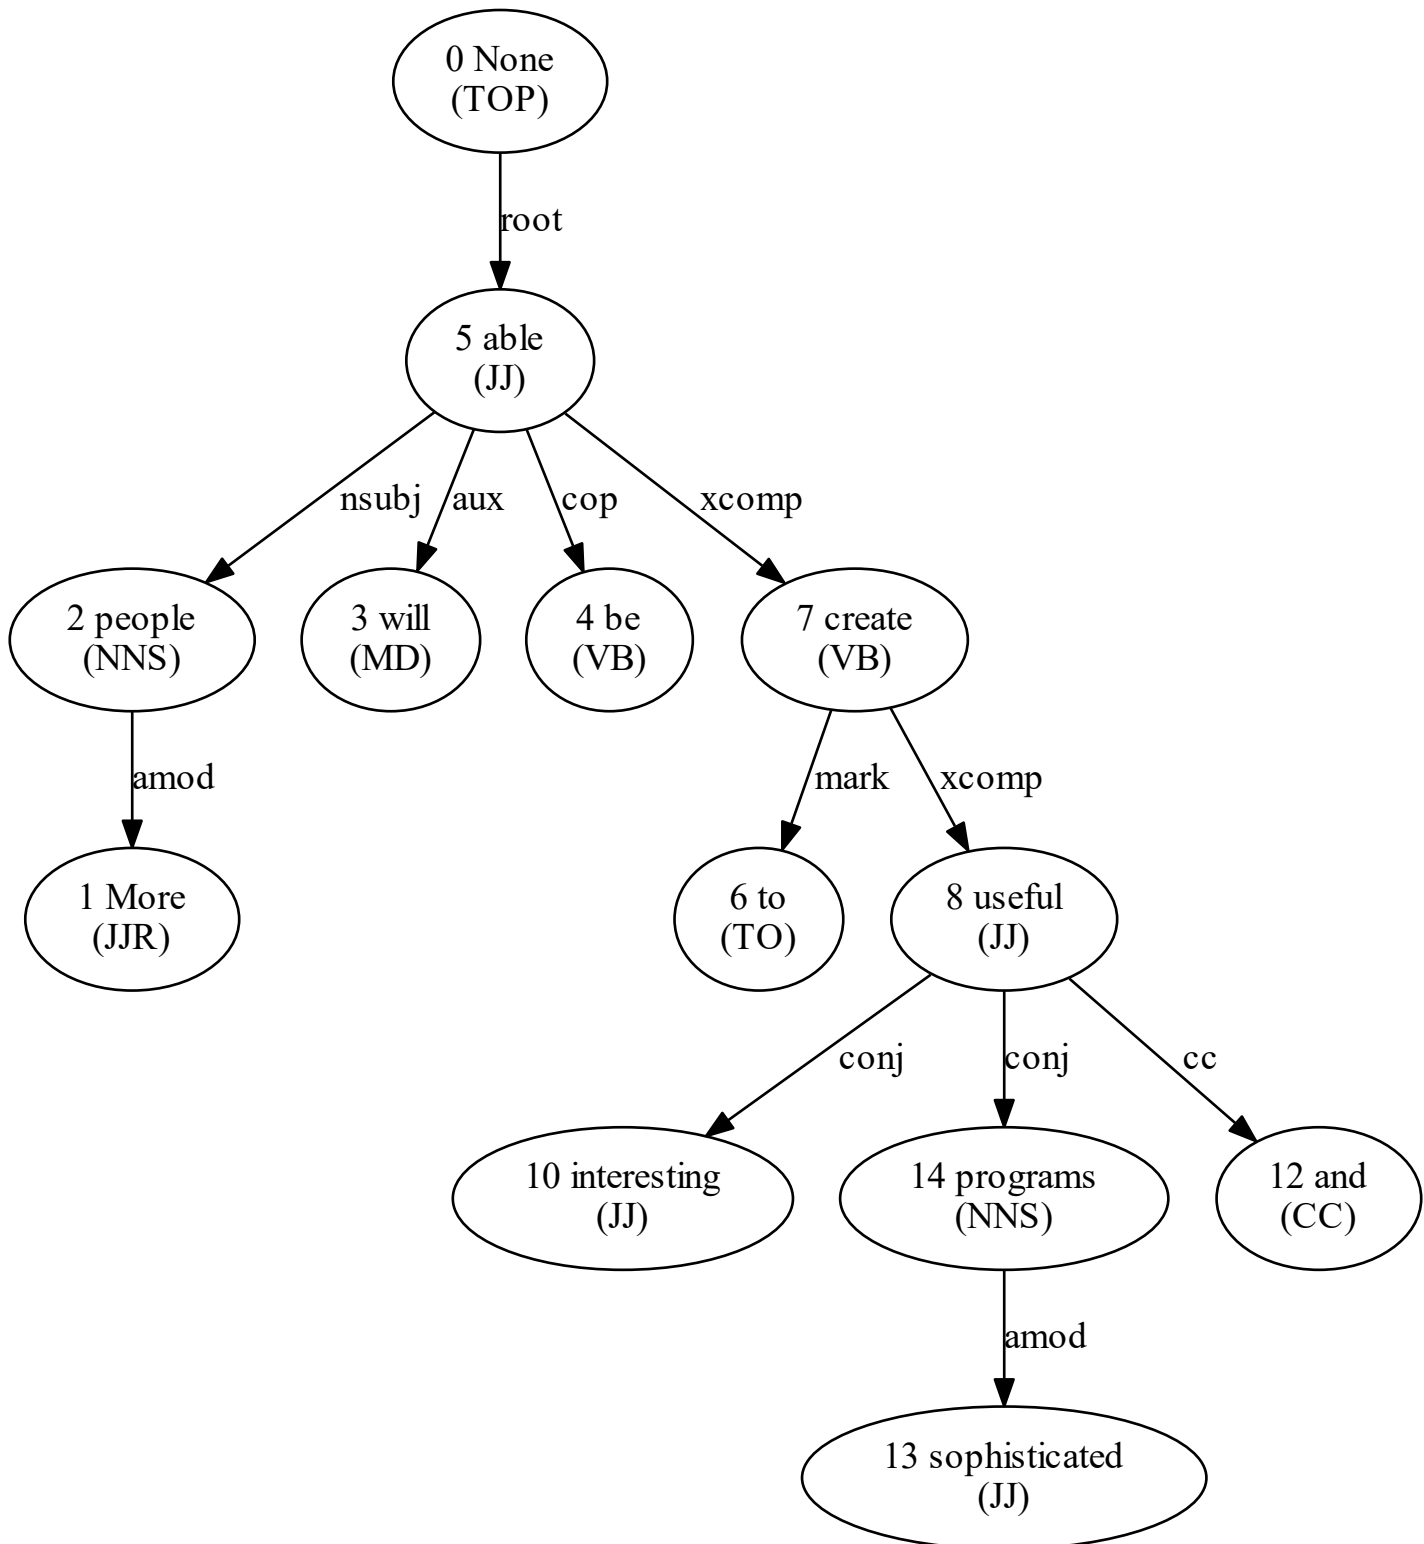 0 None
(TOP)
root
5 able
(JJ)
nsubj
aux
cop
xcomp
2 people
(NNS)
3 will
(MD)
4 be
(VB)
7 create
(VB)
amod
mark
xcomp
1 More
(JJR)
6 to
(TO)
8 useful
(JJ)
conj
conj
cc
10 interesting
(JJ)
14 programs
(NNS)
12 and
(CC)
amod
13 sophisticated
(JJ)